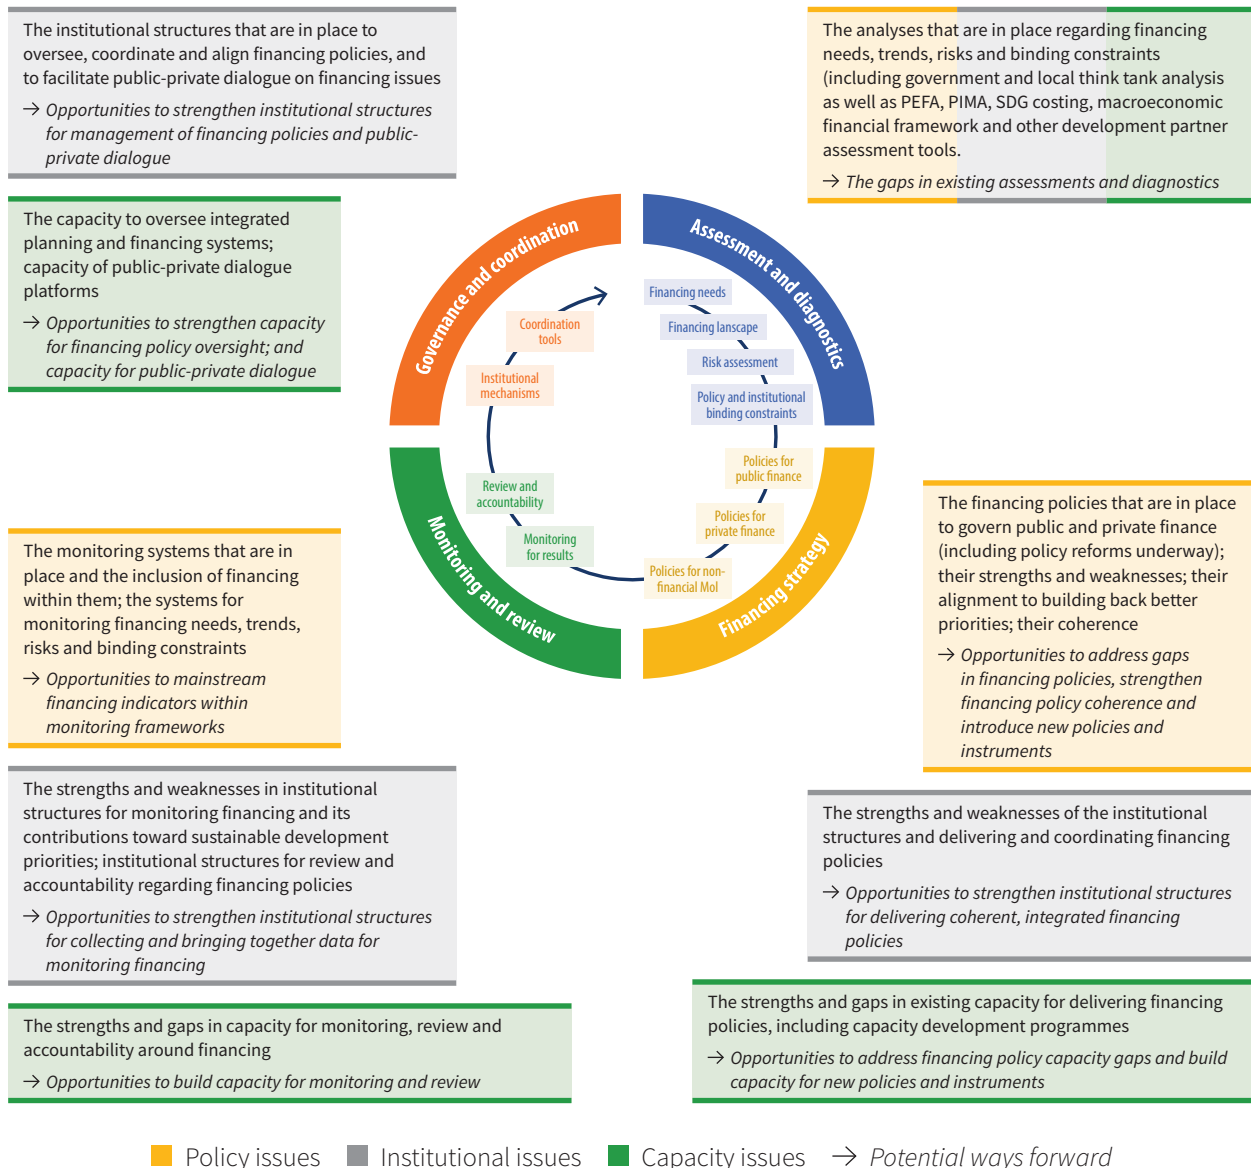 The institutional structures that are in place to
oversee, coordinate and align financing policies, and
to facilitate public-private dialogue on financing issues
→ Opportunities to strengthen institutional structures
for management of financing policies and public-
private dialogue
The capacity to oversee integrated
planning and financing systems;
capacity of public-private dialogue
platforms
→ Opportunities to strengthen capacity
for financing policy oversight; and
capacity for public-private dialogue
The analyses that are in place regarding financing
needs, trends, risks and binding constraints
(including government and local think tank analysis
as well as PEFA, PIMA, SDG costing, macroeconomic
financial framework and other development partner
assessment tools.
→ The gaps in existing assessments and diagnostics
Governance and coordination
Assessment and diagnostics
Financing strategy
Monitoring and review
Financing needs
Financing lanscape
Risk assessment
Policy and institutional
binding constraints
Policies for
public finance
Policies for
private finance
Policies for non-
financial MoI
Monitoring
for results
Review and
accountability
Institutional
mechanisms
Coordination
tools
The monitoring systems that are in
place and the inclusion of financing
within them; the systems for
monitoring financing needs, trends,
risks and binding constraints
→ Opportunities to mainstream
financing indicators within
monitoring frameworks
The strengths and weaknesses in institutional
structures for monitoring financing and its
contributions toward sustainable development
priorities; institutional structures for review and
accountability regarding financing policies
→ Opportunities to strengthen institutional structures
for collecting and bringing together data for
monitoring financing
The strengths and gaps in capacity for monitoring, review and
accountability around financing
→ Opportunities to build capacity for monitoring and review
The financing policies that are in place
to govern public and private finance
(including policy reforms underway);
their strengths and weaknesses; their
alignment to building back better
priorities; their coherence
→ Opportunities to address gaps
in financing policies, strengthen
financing policy coherence and
introduce new policies and
instruments
The strengths and weaknesses of the institutional
structures and delivering and coordinating financing
policies
→ Opportunities to strengthen institutional structures
for delivering coherent, integrated financing
policies
The strengths and gaps in existing capacity for delivering financing
policies, including capacity development programmes
→ Opportunities to address financing policy capacity gaps and build
capacity for new policies and instruments
Policy issues
Institutional issues
Capacity issues
→ Potential ways forward